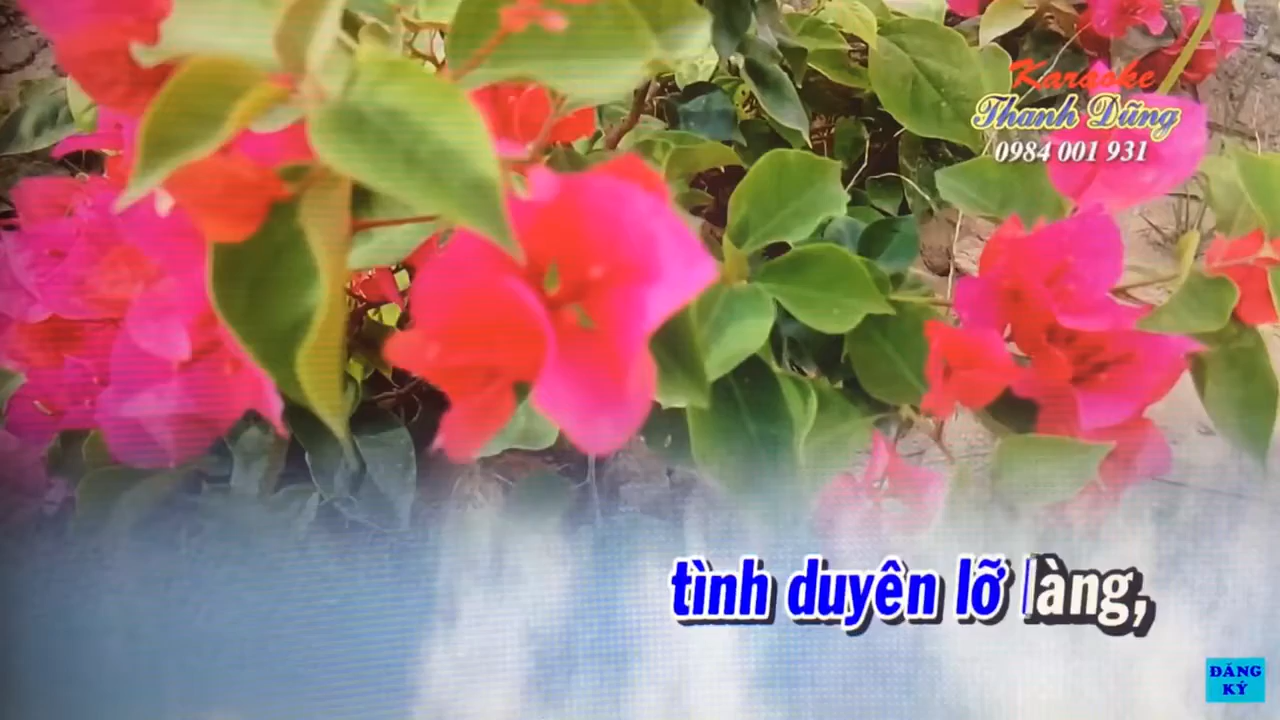 Karaoke
Thanh Dũng
0984 001 931
tình duyên lỡ làng,
ĐĂNG
KÝ